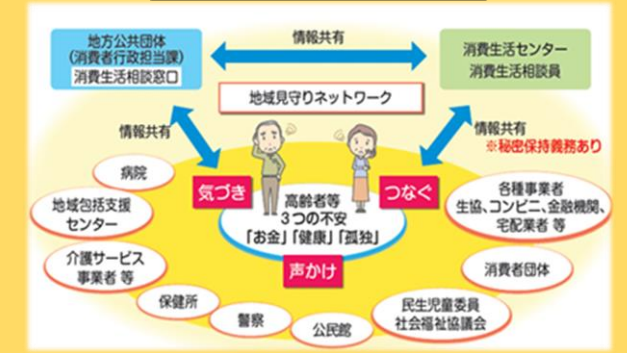 地方公共団体
(消費者行政担当課)
消費生活相談窓口
情報共有
消費生活センター
消費生活相談員
地域見守りネットワーク
情報共有
情報共有
※秘密保持義務あり
病院
気づき
つなぐ
高齢者等
3つの不安
「お金」「健康」「孤独」
声かけ
各種事業者
生協、コンビニ、金融機関、
宅配業者 等
地域包括支援
センター
介護サービス
事業者 等
消費者団体
保健所
警察
公民館
民生児童委員
社会福祉協議会